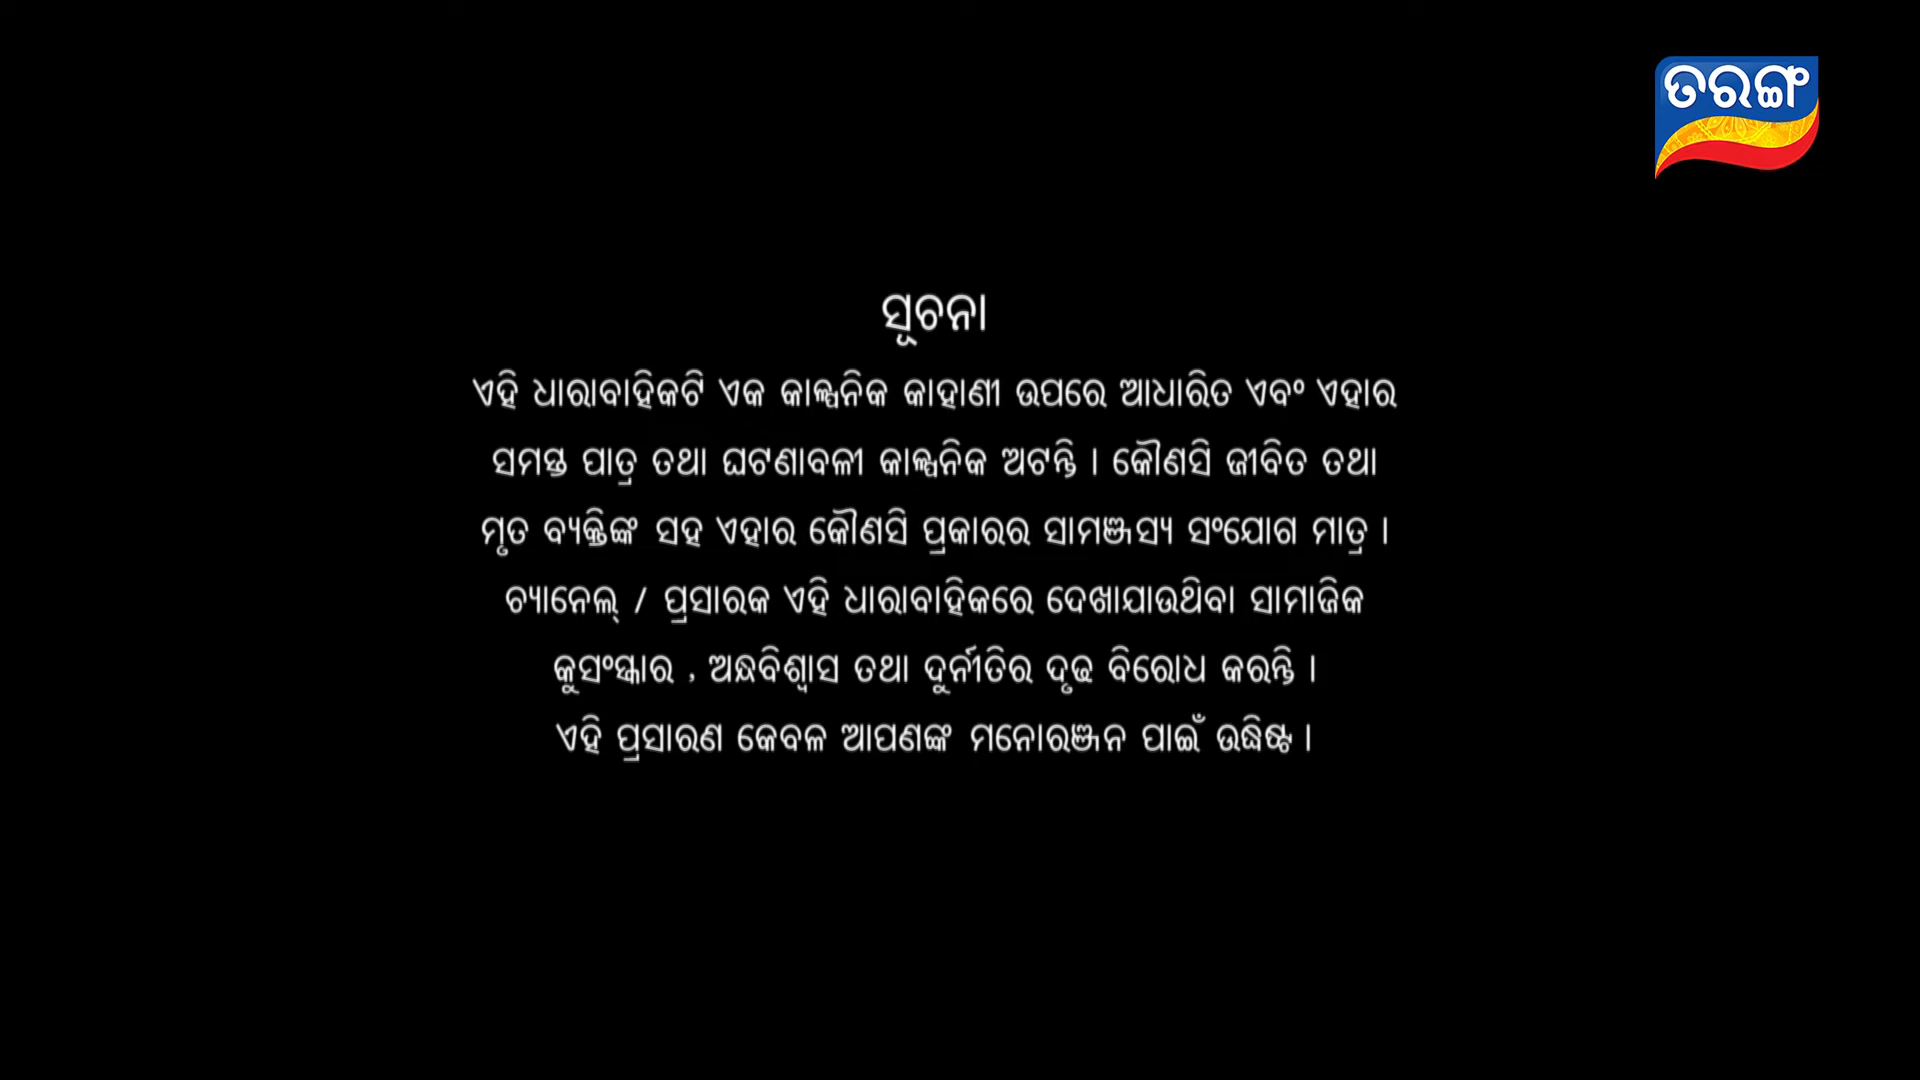 ତରଙ୍ଗ
ସୂଚନା
ଏହି ଧାରାବାହିକଟି ଏକ କାଳ୍ପନିକ କାହାଣୀ ଉପରେ ଆଧାରିତ ଏବଂ ଏହାର
ସମସ୍ତ ପାତ୍ର ତଥା ଘଟଣାବଳୀ କାଳ୍ପନିକ ଅଟନ୍ତି । କୌଣସି ଜୀବିତ ତଥା
ମୃତ ବ୍ୟକ୍ତିଙ୍କ ସହ ଏହାର କୌଣସି ପ୍ରକାରର ସାମଞ୍ଜସ୍ୟ ସଂଯୋଗ ମାତ୍ର ।
ଚ୍ୟାନେଲ୍ / ପ୍ରସାରକ ଏହି ଧାରାବାହିକରେ ଦେଖାଯାଉଥିବା ସାମାଜିକ
କୁସଂସ୍କାର , ଅନ୍ଧବିଶ୍ୱାସ ତଥା ଦୁର୍ନୀତିର ଦୃଢ ବିରୋଧ କରନ୍ତି ।
ଏହି ପ୍ରସାରଣ କେବଳ ଆପଣଙ୍କ ମନୋରଞ୍ଜନ ପାଇଁ ଉଦ୍ଧିଷ୍ଟ ।